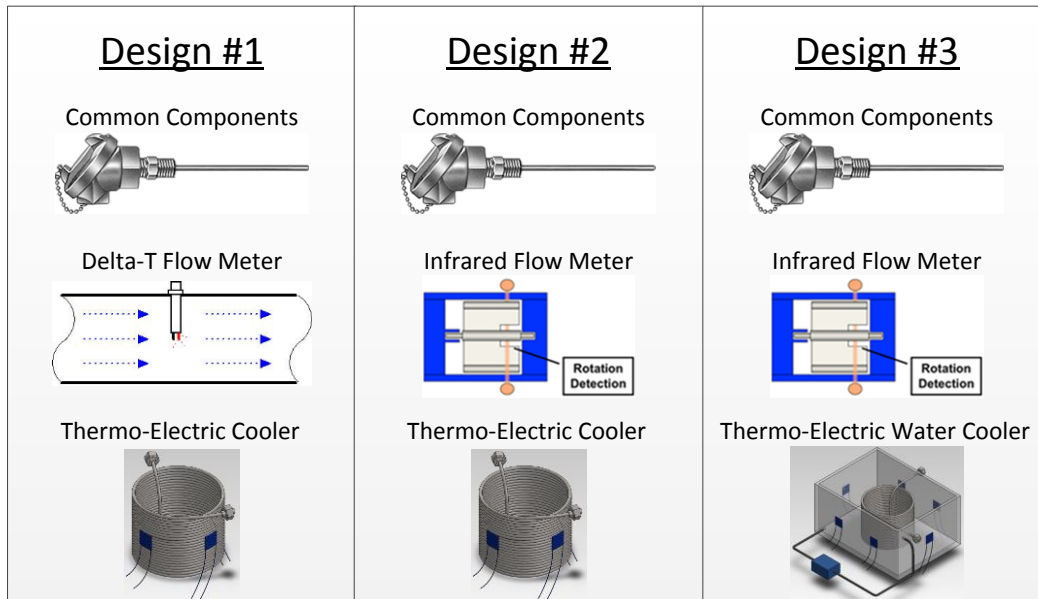 Design #1
Common Components
Delta-T Flow Meter
Thermo-Electric Cooler
Design #2
Common Components
Infrared Flow Meter
Rotation
Detection
Thermo-Electric Cooler
Design #3
Common Components
Infrared Flow Meter
Rotation
Detection
Thermo-Electric Water Cooler